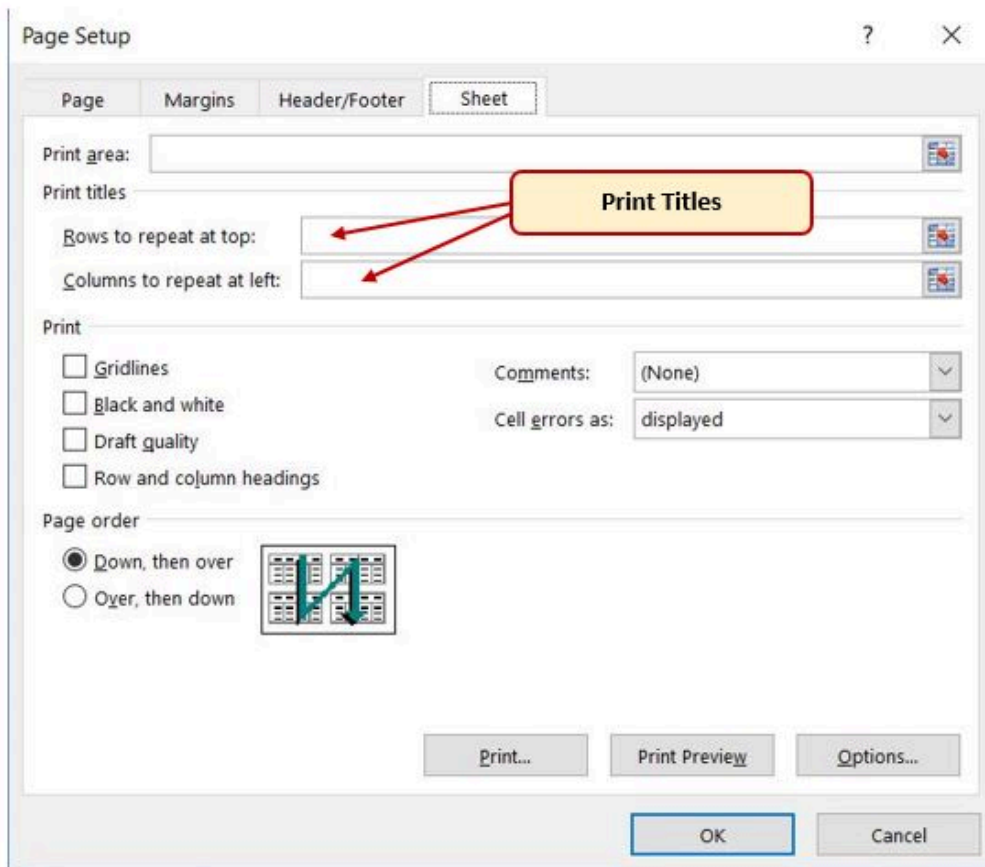 Page Setup ? ×
Page Margins Header/Footer Sheet
Print area:
Print titles
Print Titles
Rows to repeat at top:
Columns to repeat at left:
Print
Gridlines
Comments: (None)
Black and white
Cell errors as: displayed
Draft quality
Row and column headings
Page order
Down, then over
Over, then down
Print... Print Preview Options...
OK Cancel